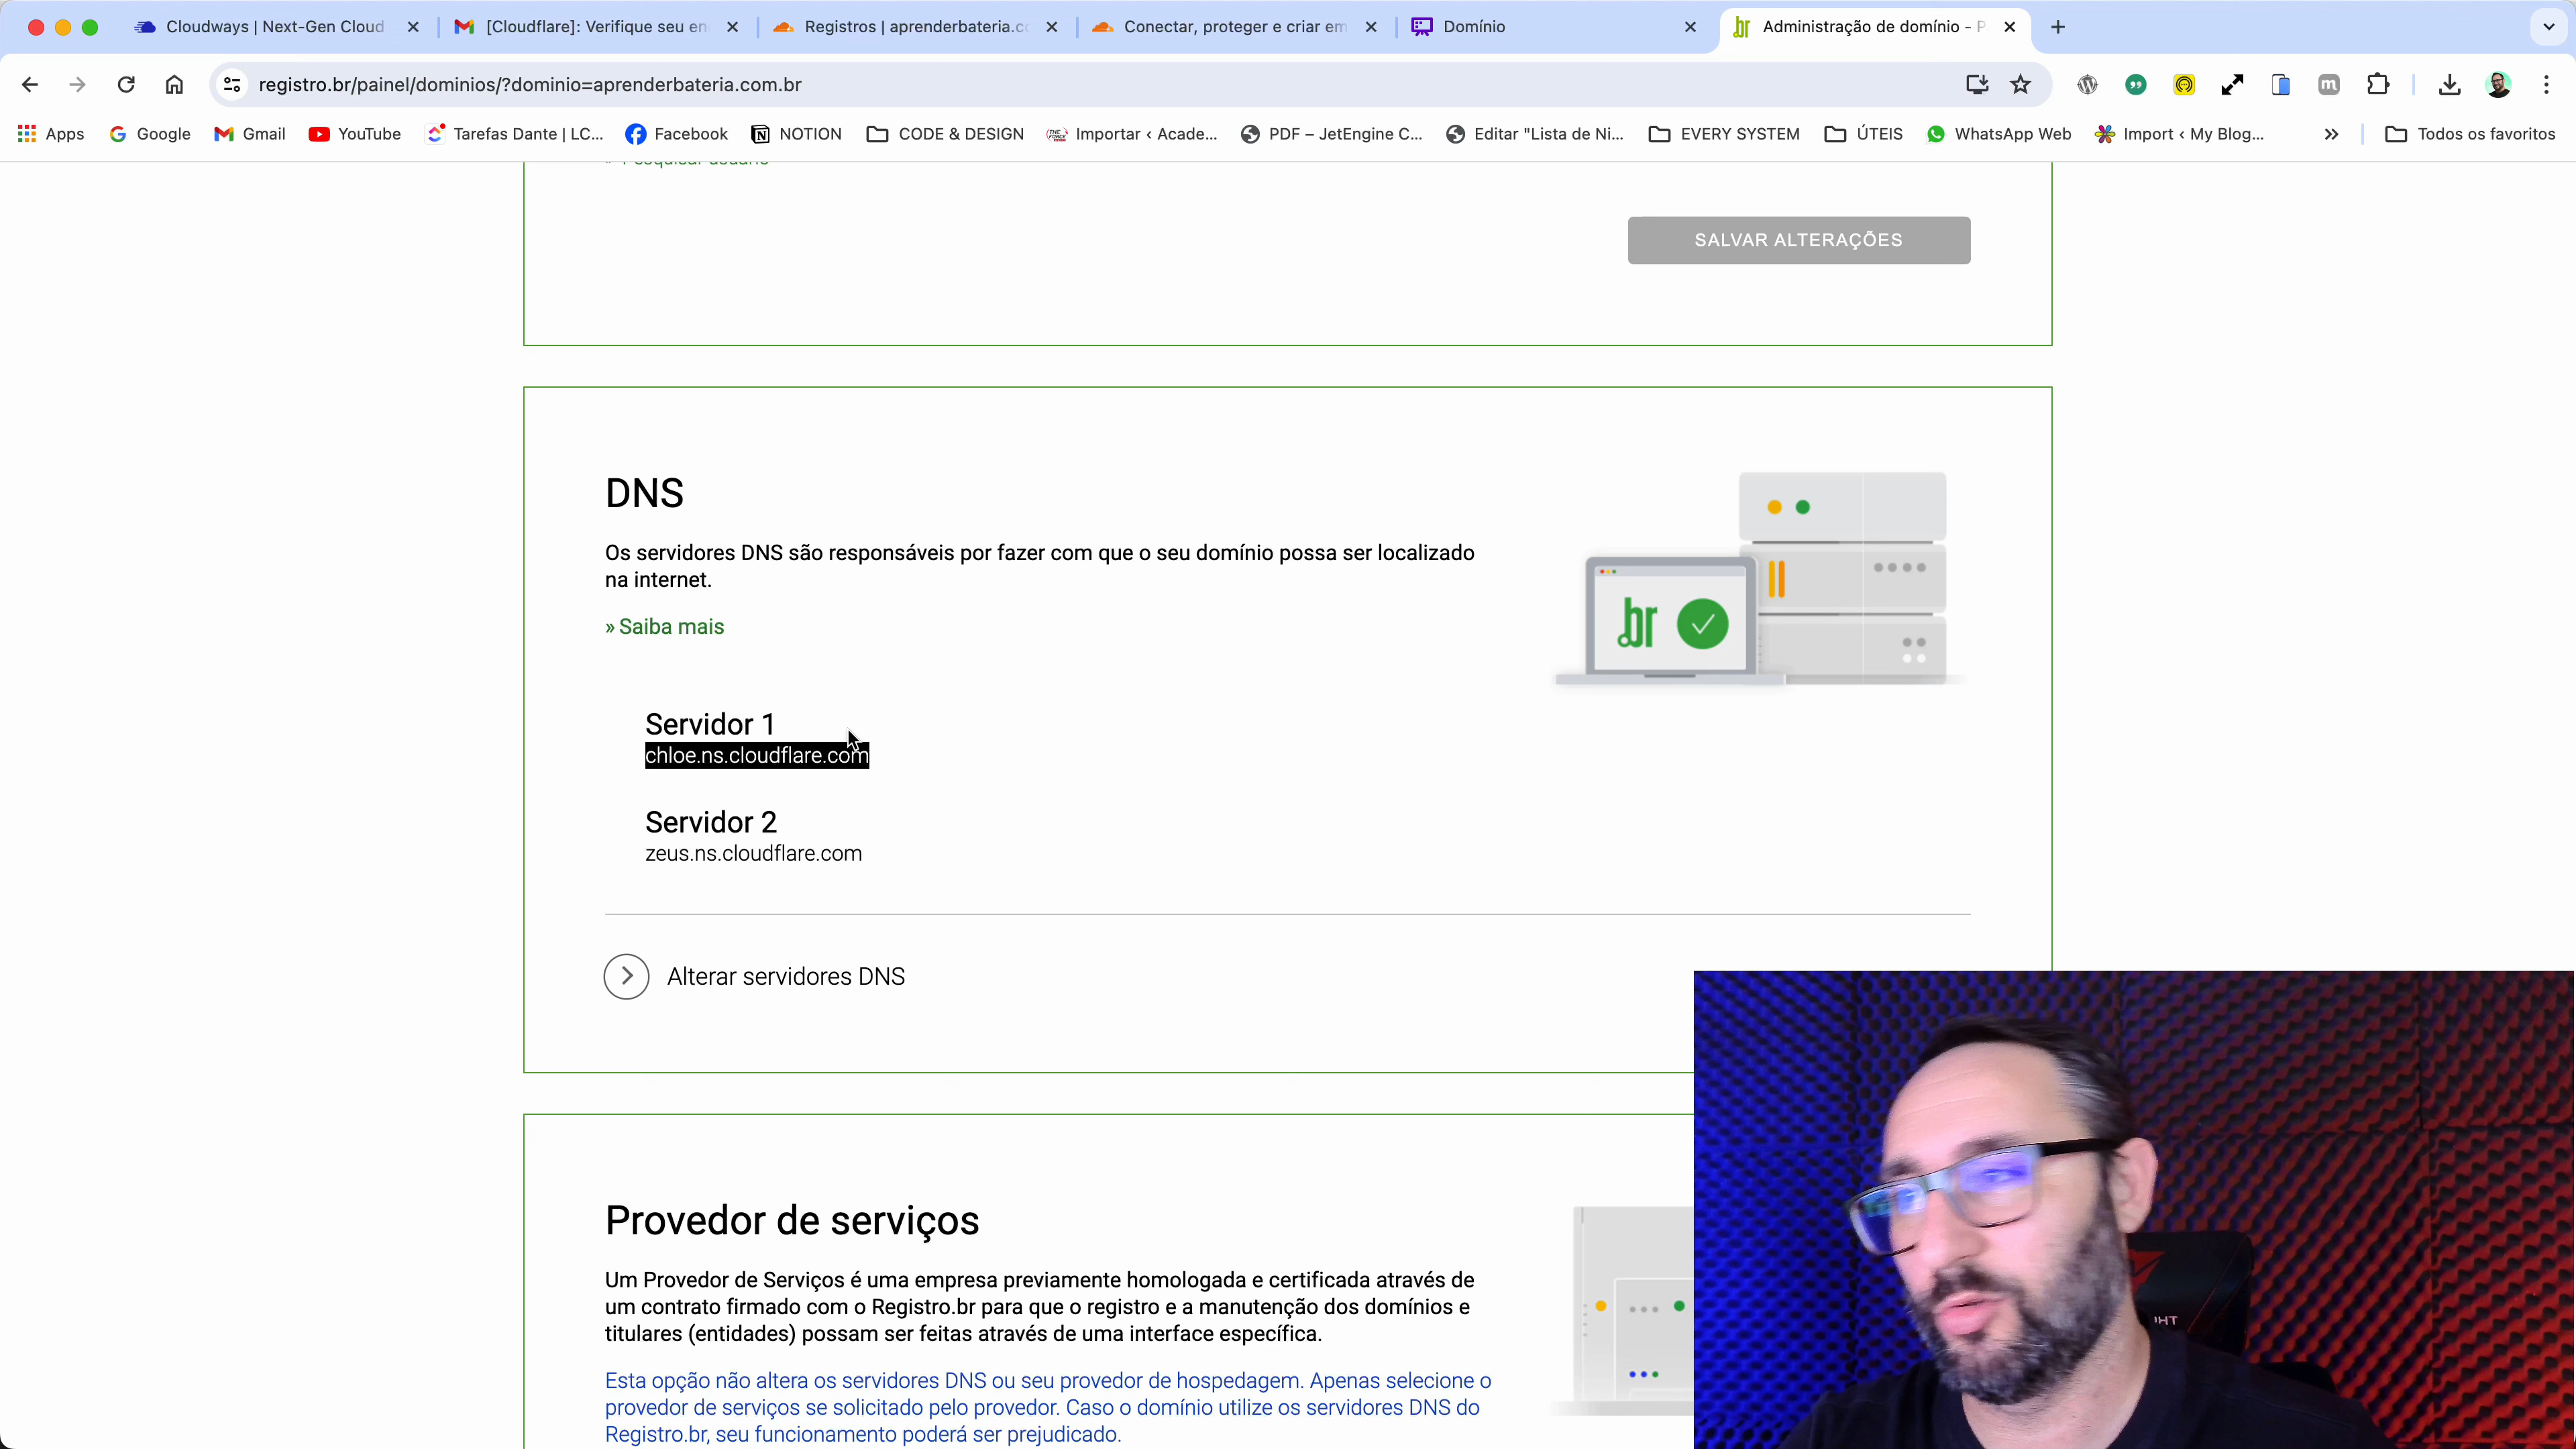 Cloudways | Next-Gen Cloud
[Cloudflare]: Verifique seu en
Registros | aprenderbateria.co
Conectar, proteger e criar em
Domínio
Administração de domínio - P
registro.br/painel/dominios/?dominio=aprenderbateria.com.br
Apps
Google
Gmail
YouTube
Tarefas Dante | LC...
Facebook
NOTION
CODE & DESIGN
Importar ‹ Acade...
PDF – JetEngine C...
Editar "Lista de Ni...
EVERY SYSTEM
ÚTEIS
WhatsApp Web
Import ‹ My Blog...
»
Todos os favoritos
» Pesquisar usuário
SALVAR ALTERAÇÕES
DNS
Os servidores DNS são responsáveis por fazer com que o seu domínio possa ser localizado
na internet.
» Saiba mais
.br
Servidor 1
chloe.ns.cloudflare.com
Servidor 2
zeus.ns.cloudflare.com
Alterar servidores DNS
Provedor de serviços
Um Provedor de Serviços é uma empresa previamente homologada e certificada através de
um contrato firmado com o Registro.br para que o registro e a manutenção dos domínios e
titulares (entidades) possam ser feitas através de uma interface específica.
Esta opção não altera os servidores DNS ou seu provedor de hospedagem. Apenas selecione o
provedor de serviços se solicitado pelo provedor. Caso o domínio utilize os servidores DNS do
Registro.br, seu funcionamento poderá ser prejudicado.